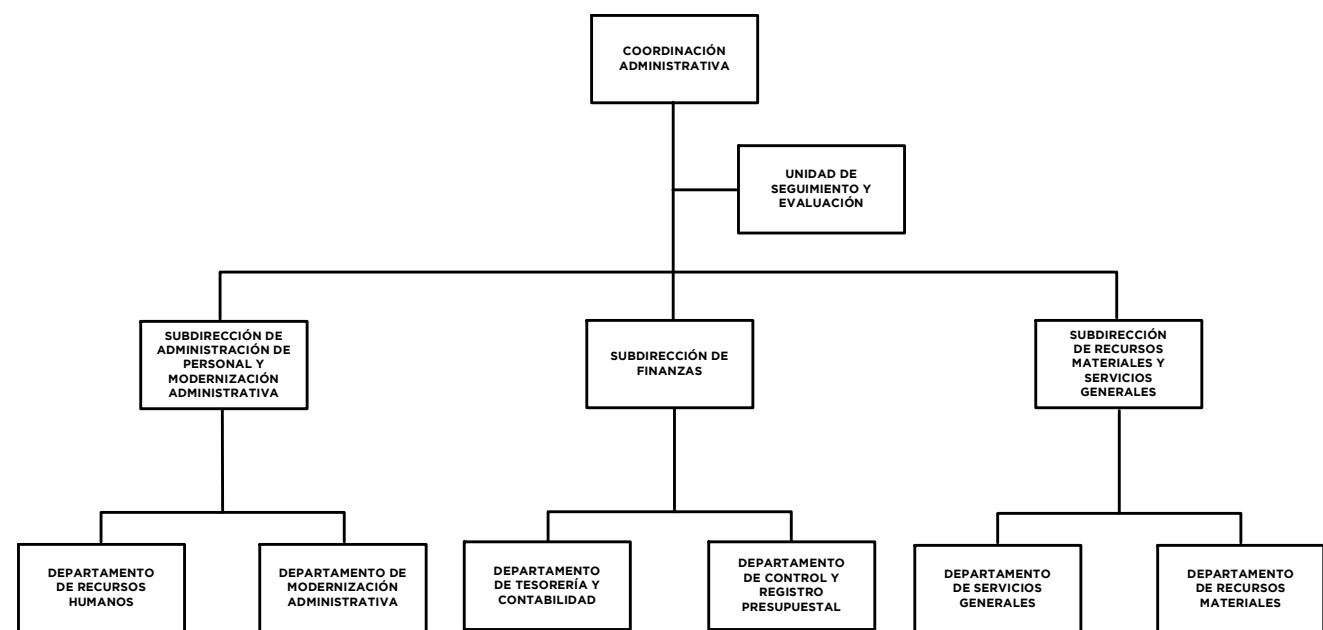 COORDINACIÓN
ADMINISTRATIVA
UNIDAD DE
SEGUIMIENTO Y
EVALUACIÓN
SUBDIRECCIÓN DE
ADMINISTRACIÓN DE
PERSONAL Y
MODERNIZACIÓN
ADMINISTRATIVA
SUBDIRECCIÓN DE
FINANZAS
SUBDIRECCIÓN
DE RECURSOS
MATERIALES Y
SERVICIOS
GENERALES
DEPARTAMENTO
DE RECURSOS
HUMANOS
DEPARTAMENTO DE
MODERNIZACIÓN
ADMINISTRATIVA
DEPARTAMENTO
DE TESORERÍA Y
CONTABILIDAD
DEPARTAMENTO
DE CONTROL Y
REGISTRO
PRESUPUESTAL
DEPARTAMENTO
DE SERVICIOS
GENERALES
DEPARTAMENTO
DE RECURSOS
MATERIALES